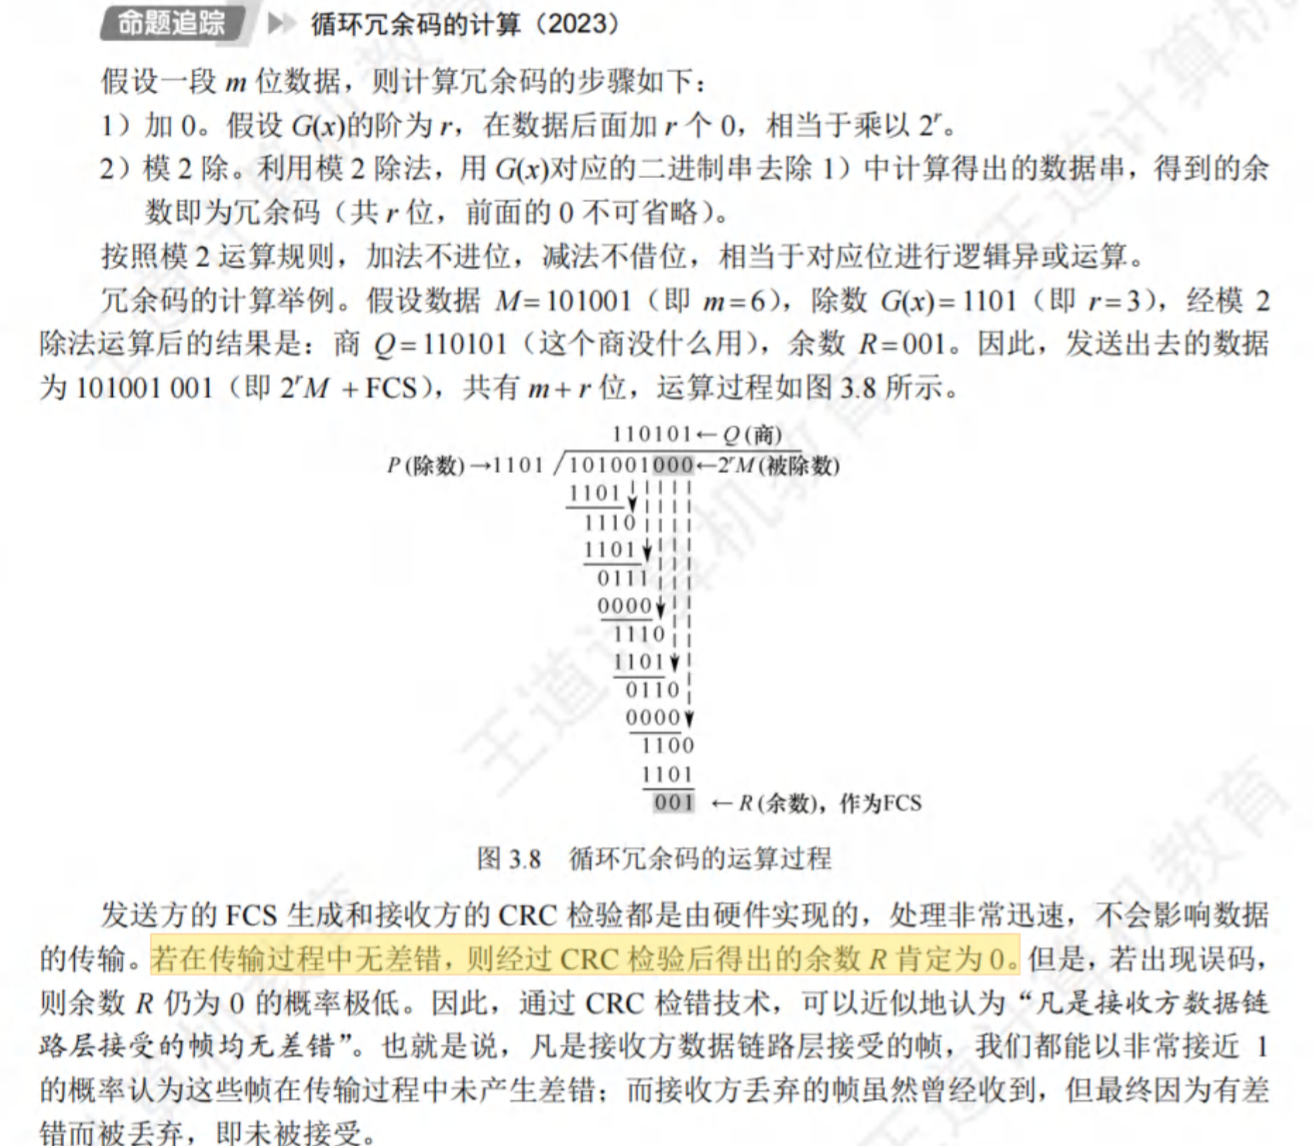 命题追踪 循环冗余码的计算（2023）
假设一段 m 位数据，则计算冗余码的步骤如下：
1）加 0。假设 G(x)的阶为 r，在数据后面加 r 个 0，相当于乘以 2ʳ。
2）模 2 除。利用模 2 除法，用 G(x)对应的二进制串去除 1）中计算得出的数据串，得到的余
数即为冗余码（共 r 位，前面的 0 不可省略）。
按照模 2 运算规则，加法不进位，减法不借位，相当于对应位进行逻辑异或运算。
冗余码的计算举例。假设数据 M=101001（即 m=6），除数 G(x)=1101（即 r=3），经模 2
除法运算后的结果是：商 Q=110101（这个商没什么用），余数 R=001。因此，发送出去的数据
为 101001 001（即 2ʳM + FCS），共有 m+r 位，运算过程如图 3.8 所示。
110101←Q(商)
P(除数)→1101 101001000←2ʳM(被除数)
1101
1110
1101
0111
0000
1110
1101
0110
0000
1100
1101
001 ←R(余数)，作为FCS
图 3.8 循环冗余码的运算过程
发送方的 FCS 生成和接收方的 CRC 检验都是由硬件实现的，处理非常迅速，不会影响数据
的传输。若在传输过程中无差错，则经过 CRC 检验后得出的余数 R 肯定为 0。但是，若出现误码，
则余数 R 仍为 0 的概率极低。因此，通过 CRC 检错技术，可以近似地认为“凡是接收方数据链
路层接受的帧均无差错”。也就是说，凡是接收方数据链路层接受的帧，我们都能以非常接近 1
的概率认为这些帧在传输过程中未产生差错；而接收方丢弃的帧虽然曾经收到，但最终因为有差
错而被丢弃，即未被接受。
王道计算机教育